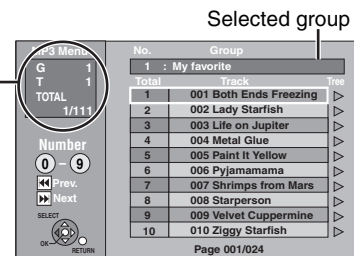 Selected group
MP3 Menu
G 1
T 1
TOTAL
1/111
Number
0 – 9
Prev.
Next
SELECT
OK
RETURN
No. Group
1 : My favorite
Total Track Tree
1 001 Both Ends Freezing
2 002 Lady Starfish
3 003 Life on Jupiter
4 004 Metal Glue
5 005 Paint It Yellow
6 006 Pyjamamama
7 007 Shrimps from Mars
8 008 Starperson
9 009 Velvet Cuppermine
10 010 Ziggy Starfish
Page 001/024